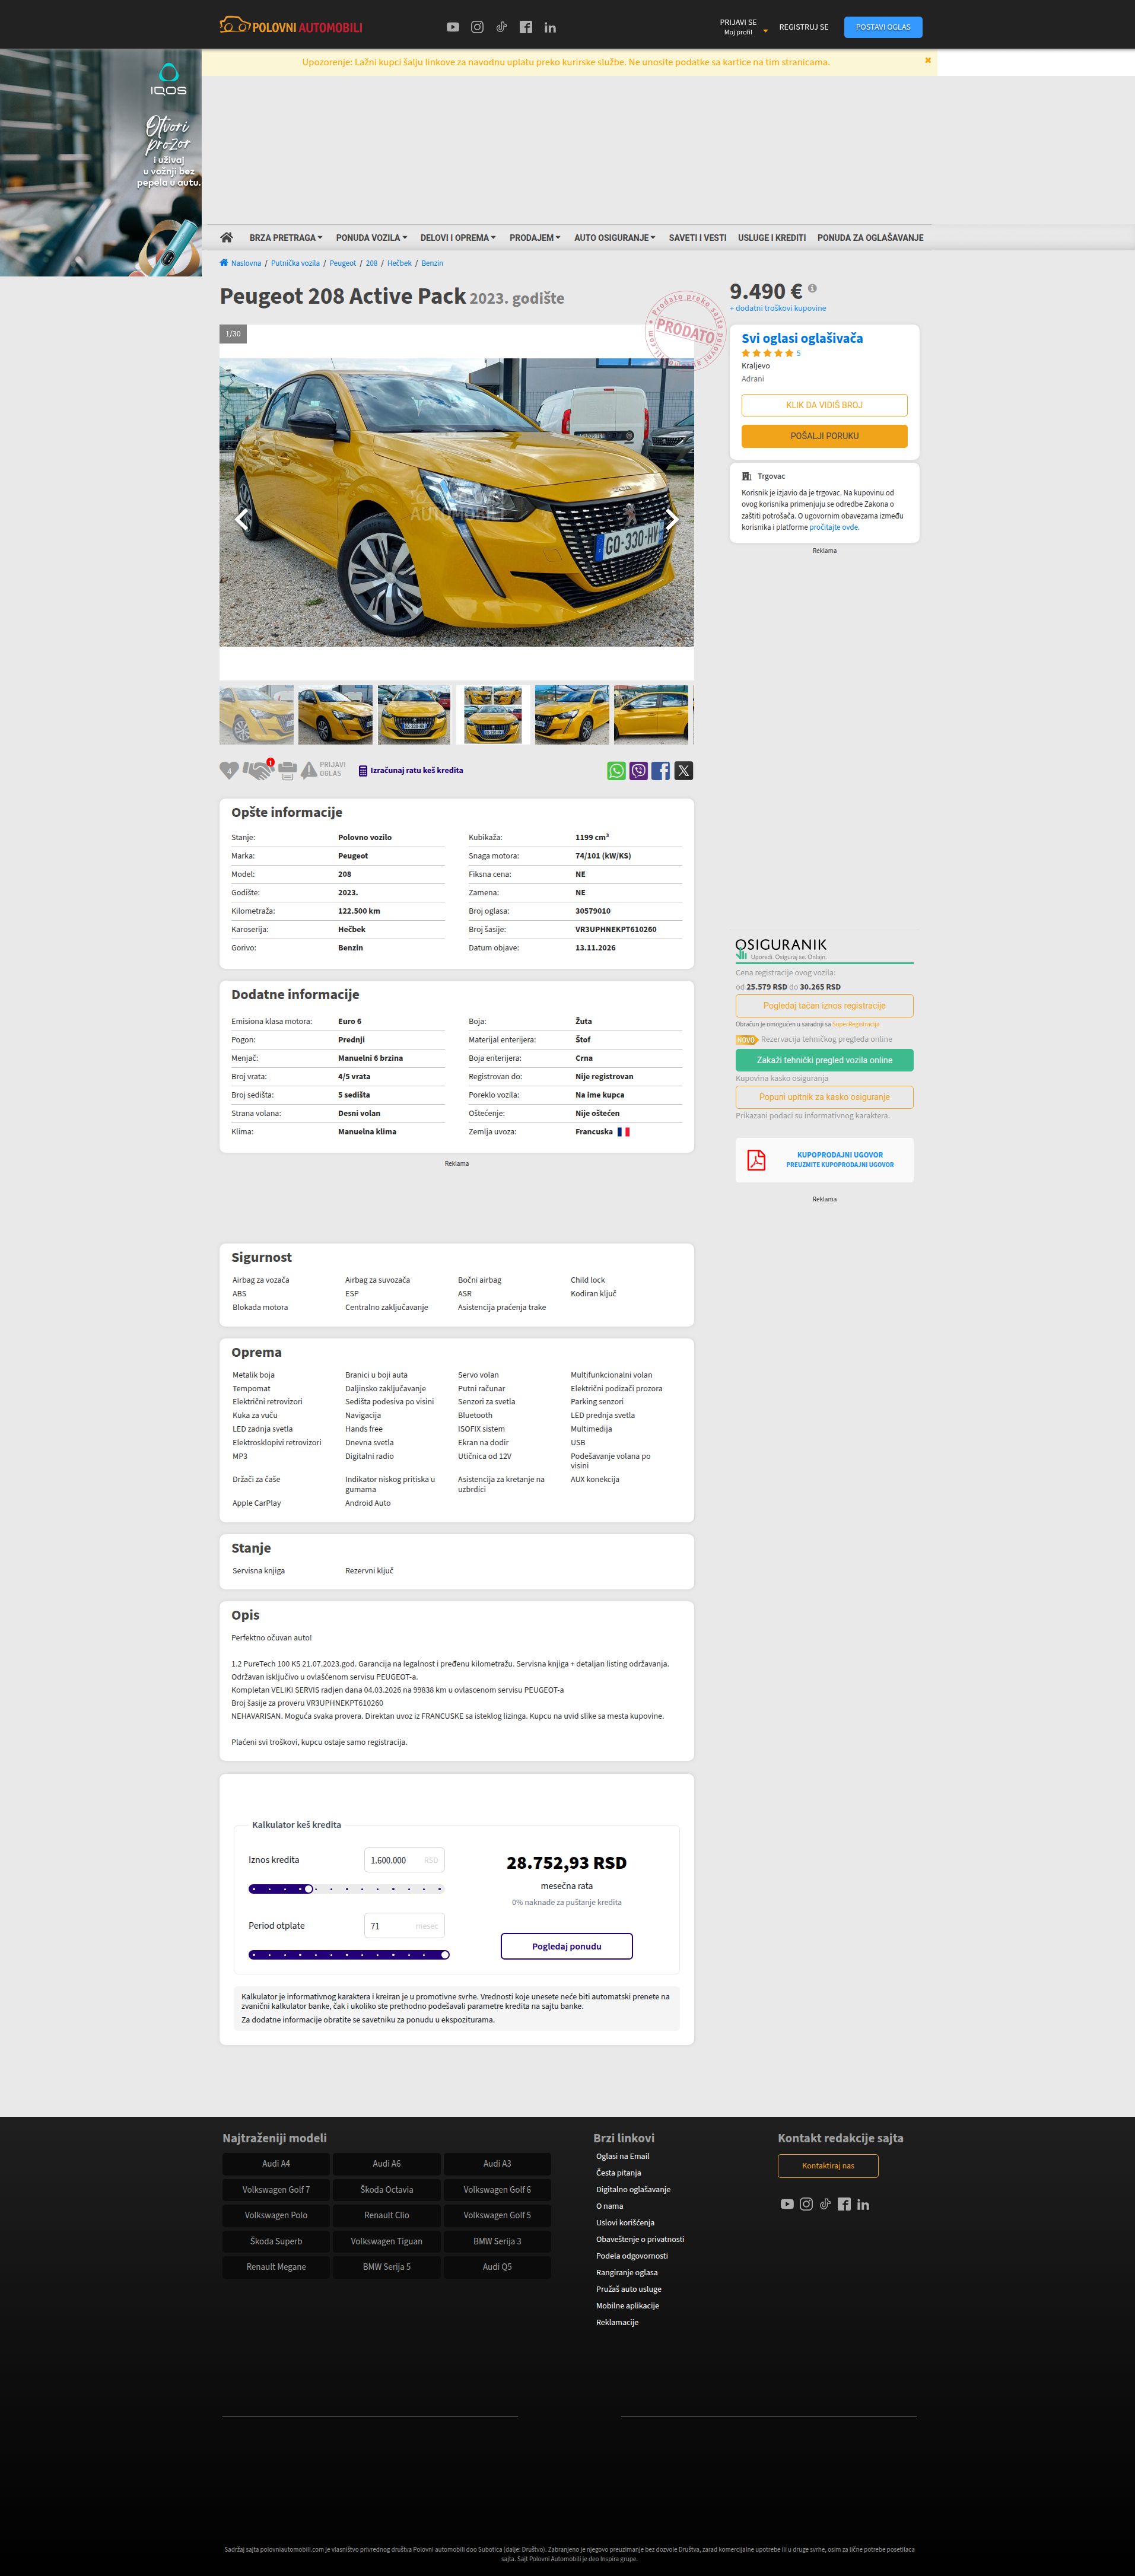 POLOVNI AUTOMOBILI
PRIJAVI SE
Moj profil
REGISTRUJ SE
POSTAVI OGLAS
Upozorenje: Lažni kupci šalju linkove za navodnu uplatu preko kurirske službe. Ne unosite podatke sa kartice na tim stranicama.
IQOS
Otvori
prozor
i uživaj
u vožnji bez
pepela u autu.
BRZA PRETRAGA
PONUDA VOZILA
DELOVI I OPREMA
PRODAJEM
AUTO OSIGURANJE
SAVETI I VESTI
USLUGE I KREDITI
PONUDA ZA OGLAŠAVANJE
Naslovna / Putnička vozila / Peugeot / 208 / Hečbek / Benzin
Peugeot 208 Active Pack 2023. godište
9.490 €
+ dodatni troškovi kupovine
PRODATO
1/30
POLOVNI
AUTOMOBILI
GO-330-HV
Svi oglasi oglašivača
5
Kraljevo
Adrani
KLIK DA VIDIŠ BROJ
POŠALJI PORUKU
Trgovac
Korisnik je izjavio da je trgovac. Na kupovinu od
ovog korisnika primenjuju se odredbe Zakona o
zaštiti potrošača. O ugovornim obavezama između
korisnika i platforme pročitajte ovde.
Reklama
4
PRIJAVI
OGLAS
Izračunaj ratu keš kredita
Opšte informacije
Stanje: Polovno vozilo
Marka: Peugeot
Model: 208
Godište: 2023.
Kilometraža: 122.500 km
Karoserija: Hečbek
Gorivo: Benzin
Kubikaža: 1199 cm³
Snaga motora: 74/101 (kW/KS)
Fiksna cena: NE
Zamena: NE
Broj oglasa: 30579010
Broj šasije: VR3UPHNEKPT610260
Datum objave: 13.11.2026
Dodatne informacije
Emisiona klasa motora: Euro 6
Pogon: Prednji
Menjač: Manuelni 6 brzina
Broj vrata: 4/5 vrata
Broj sedišta: 5 sedišta
Strana volana: Desni volan
Klima: Manuelna klima
Boja: Žuta
Materijal enterijera: Štof
Boja enterijera: Crna
Registrovan do: Nije registrovan
Poreklo vozila: Na ime kupca
Oštećenje: Nije oštećen
Zemlja uvoza: Francuska
Reklama
OSIGURANIK
Uporedi. Osiguraj se. Onlajn.
Cena registracije ovog vozila:
od 25.579 RSD do 30.265 RSD
Pogledaj tačan iznos registracije
Obračun je omogućen u saradnji sa SuperRegistracija
NOVO Rezervacija tehničkog pregleda online
Zakaži tehnički pregled vozila online
Kupovina kasko osiguranja
Popuni upitnik za kasko osiguranje
Prikazani podaci su informativnog karaktera.
KUPOPRODAJNI UGOVOR
PREUZMITE KUPOPRODAJNI UGOVOR
Reklama
Sigurnost
Airbag za vozača Airbag za suvozača Bočni airbag Child lock
ABS ESP ASR Kodiran ključ
Blokada motora Centralno zaključavanje Asistencija praćenja trake
Oprema
Metalik boja Branici u boji auta Servo volan Multifunkcionalni volan
Tempomat Daljinsko zaključavanje Putni računar Električni podizači prozora
Električni retrovizori Sedišta podesiva po visini Senzori za svetla Parking senzori
Kuka za vuču Navigacija Bluetooth LED prednja svetla
LED zadnja svetla Hands free ISOFIX sistem Multimedija
Elektrosklopivi retrovizori Dnevna svetla Ekran na dodir USB
MP3 Digitalni radio Utičnica od 12V Podešavanje volana po
visini
Držači za čaše Indikator niskog pritiska u Asistencija za kretanje na AUX konekcija
gumama uzbrdici
Apple CarPlay Android Auto
Stanje
Servisna knjiga Rezervni ključ
Opis
Perfektno očuvan auto!
1.2 PureTech 100 KS 21.07.2023.god. Garancija na legalnost i pređenu kilometražu. Servisna knjiga + detaljan listing održavanja.
Održavan isključivo u ovlašćenom servisu PEUGEOT-a.
Kompletan VELIKI SERVIS radjen dana 04.03.2026 na 99838 km u ovlascenom servisu PEUGEOT-a
Broj šasije za proveru VR3UPHNEKPT610260
NEHAVARISAN. Moguća svaka provera. Direktan uvoz iz FRANCUSKE sa isteklog lizinga. Kupcu na uvid slike sa mesta kupovine.
Plaćeni svi troškovi, kupcu ostaje samo registracija.
Kalkulator keš kredita
Iznos kredita 1.600.000 RSD
Period otplate 71 mesec
28.752,93 RSD
mesečna rata
0% naknade za puštanje kredita
Pogledaj ponudu
Kalkulator je informativnog karaktera i kreiran je u promotivne svrhe. Vrednosti koje unesete neće biti automatski prenete na
zvanični kalkulator banke, čak i ukoliko ste prethodno podešavali parametre kredita na sajtu banke.
Za dodatne informacije obratite se savetniku za ponudu u ekspoziturama.
Najtraženiji modeli
Audi A4 Audi A6 Audi A3
Volkswagen Golf 7 Škoda Octavia Volkswagen Golf 6
Volkswagen Polo Renault Clio Volkswagen Golf 5
Škoda Superb Volkswagen Tiguan BMW Serija 3
Renault Megane BMW Serija 5 Audi Q5
Brzi linkovi
Oglasi na Email
Česta pitanja
Digitalno oglašavanje
O nama
Uslovi korišćenja
Obaveštenje o privatnosti
Podela odgovornosti
Rangiranje oglasa
Pružaš auto usluge
Mobilne aplikacije
Reklamacije
Kontakt redakcije sajta
Kontaktiraj nas
Sadržaj sajta polovniautomobili.com je vlasništvo privrednog društva Polovni automobili doo Subotica (dalje: Društvo). Zabranjeno je njegovo preuzimanje bez dozvole Društva, zarad komercijalne upotrebe ili u druge svrhe, osim za lične potrebe posetilaca
sajta. Sajt Polovni Automobili je deo Inspira grupe.